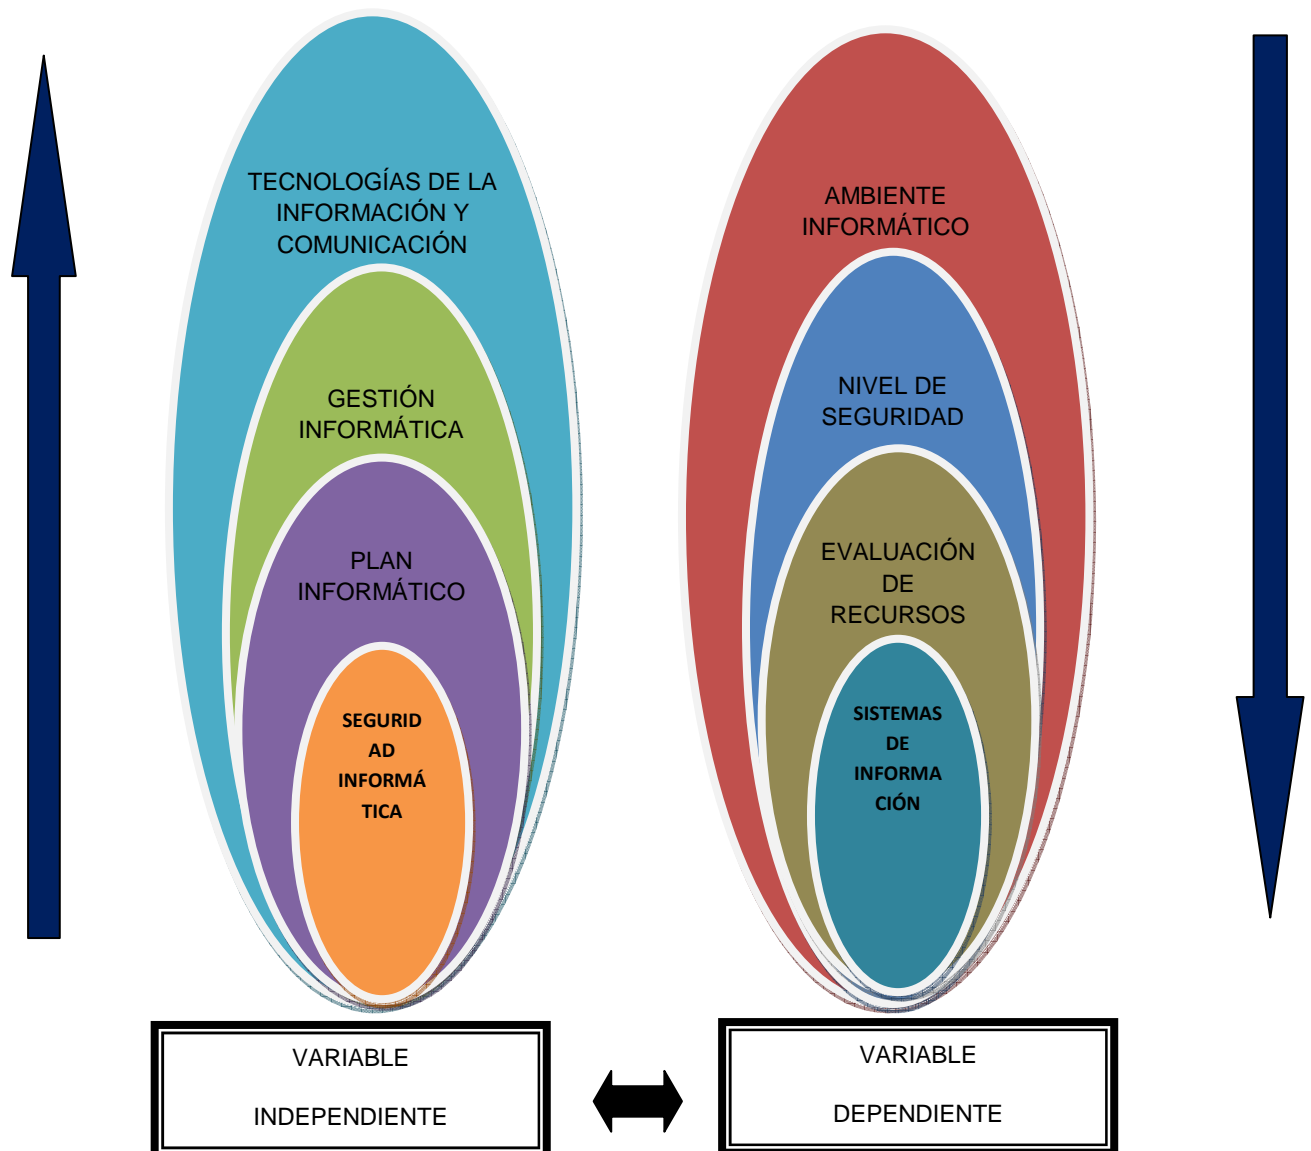 TECNOLOGÍAS DE LA
INFORMACIÓN Y
COMUNICACIÓN
GESTIÓN
INFORMÁTICA
PLAN
INFORMÁTICO
SEGURID
AD
INFORMÁ
TICA
VARIABLE
INDEPENDIENTE
AMBIENTE
INFORMÁTICO
NIVEL DE
SEGURIDAD
EVALUACIÓN
DE
RECURSOS
SISTEMAS
DE
INFORMA
CIÓN
VARIABLE
DEPENDIENTE